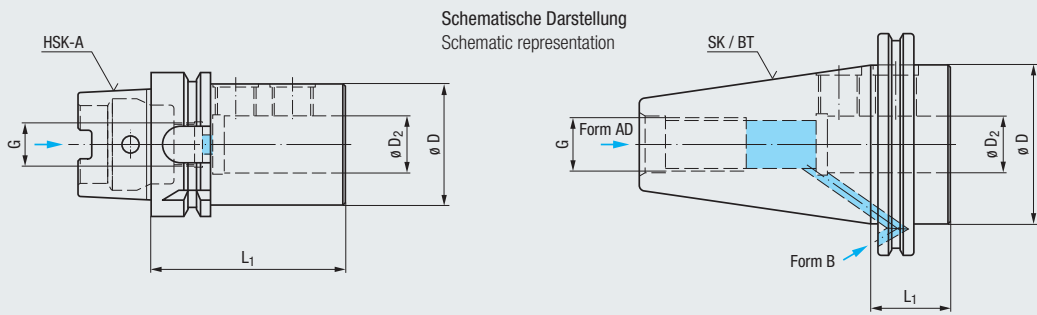 Schematische Darstellung
Schematic representation
HSK-A
G
ø D₂
ø D
L₁
SK / BT
Form AD
G
ø D₂
ø D
Form B
L₁